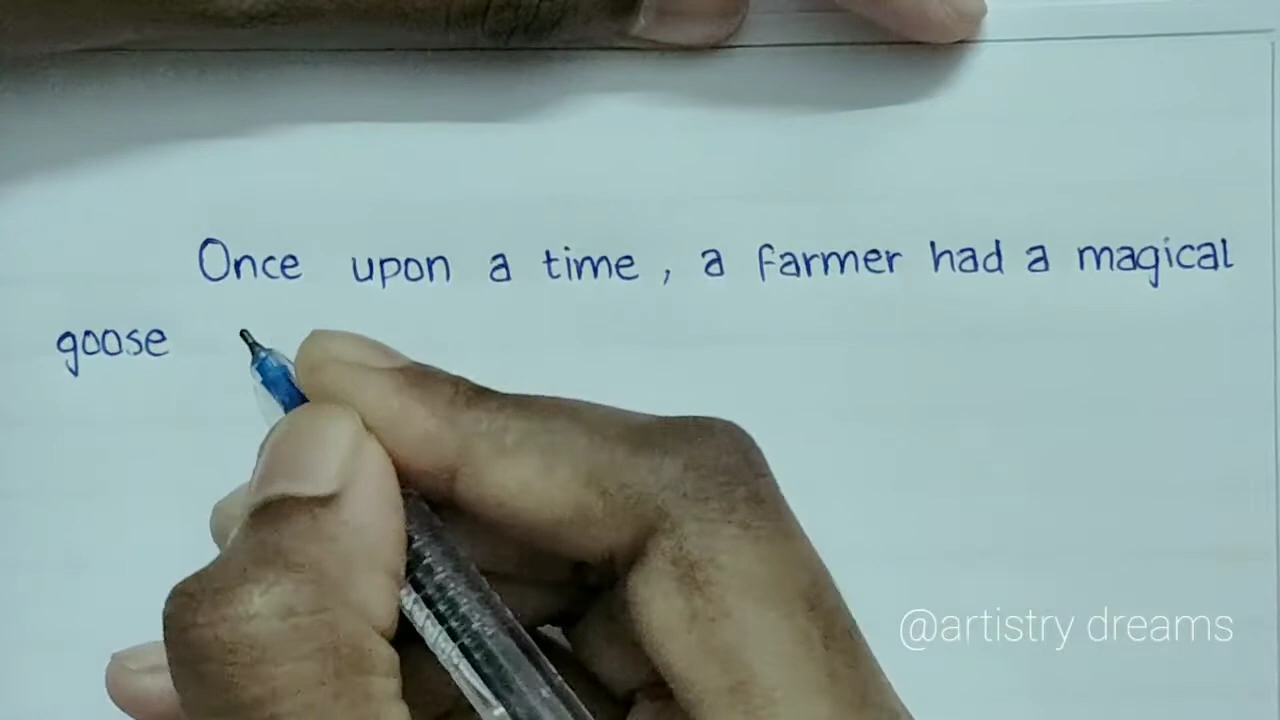 Once upon a time, a farmer had a magical
goose
@artistry dreams